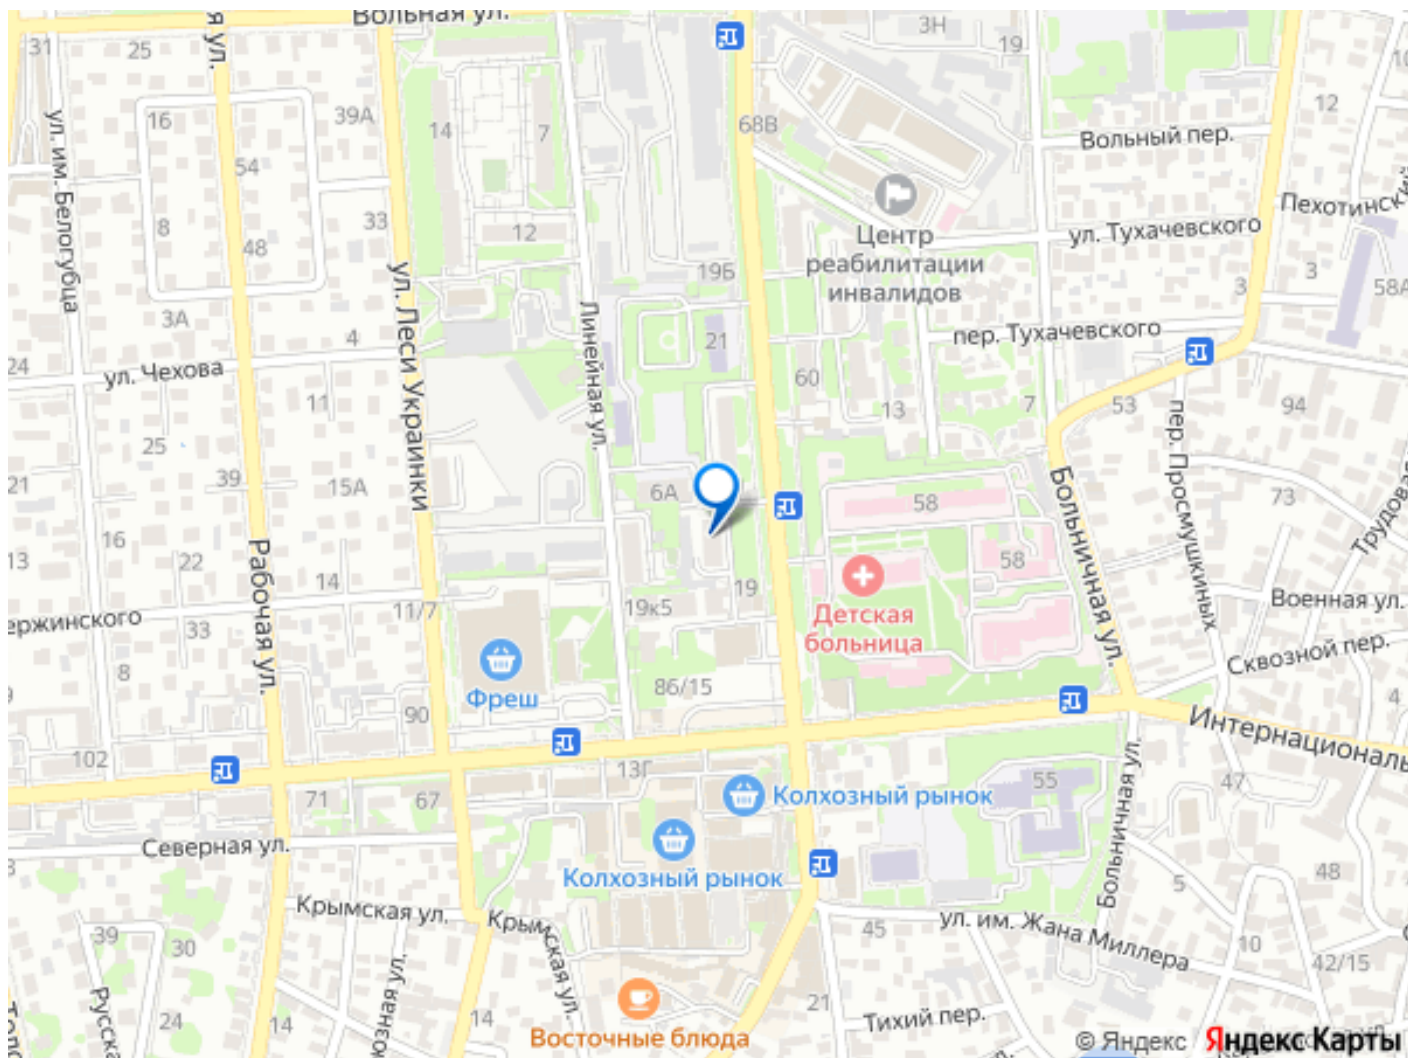 Вольная ул.
я ул.
31
25
3Н
19
16
39А
14
7
68В
12
Вольный пер.
ул. им. Белогубца
54
8
33
48
12
Центр
реабилитации
инвалидов
ул. Тухачевского
Пехотинский
3
3
58А
19Б
3А
4
ул. Леси Украинки
Линейная ул.
21
пер. Тухачевского
24
ул. Чехова
11
60
13
7
53
94
25
39
15А
21
6А
58
Больничная ул.
пер. Просмушкиных
73
Трудовая
16
13
22
Рабочая ул.
14
11/7
58
19
19к5
Детская
больница
Военная ул.
ержинского
33
8
Сквозной пер.
Фреш
86/15
90
4
Интернациональ
102
13Г
71
67
Колхозный рынок
55
47
Больничная ул.
Северная ул.
Колхозный рынок
5
48
Крымская ул.
Крымская ул.
45
ул. им. Жана Миллера
39
30
10
42/15
Русска
24
14
14
21
Тихий пер.
Восточные блюда
© Яндекс Яндекс Карты